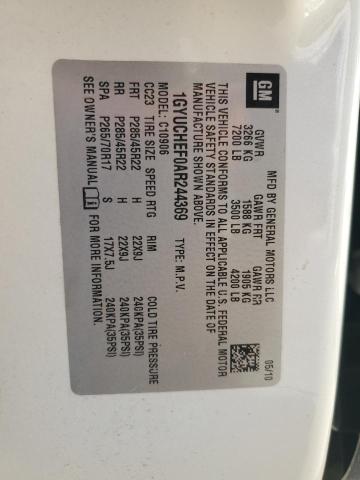 GM
MFD BY GENERAL MOTORS LLC
05/10
GVWR GAWR FRT GAWR RR
3266 KG 1588 KG 1905 KG
7200 LB 3500 LB 4200 LB
THIS VEHICLE CONFORMS TO ALL APPLICABLE U.S. FEDERAL MOTOR
VEHICLE SAFETY STANDARDS IN EFFECT ON THE DATE OF
MANUFACTURE SHOWN ABOVE.
1GYUCHEF0AR244369 TYPE: M.P.V.
MODEL: C10906
CC23 TIRE SIZE SPEED RTG RIM COLD TIRE PRESSURE
FRT P285/45R22 H 22X9J 240KPA(35PSI)
RR P285/45R22 H 22X9J 240KPA(35PSI)
SPA P265/70R17 S 17X7.5J 240KPA(35PSI)
SEE OWNER'S MANUAL FOR MORE INFORMATION.